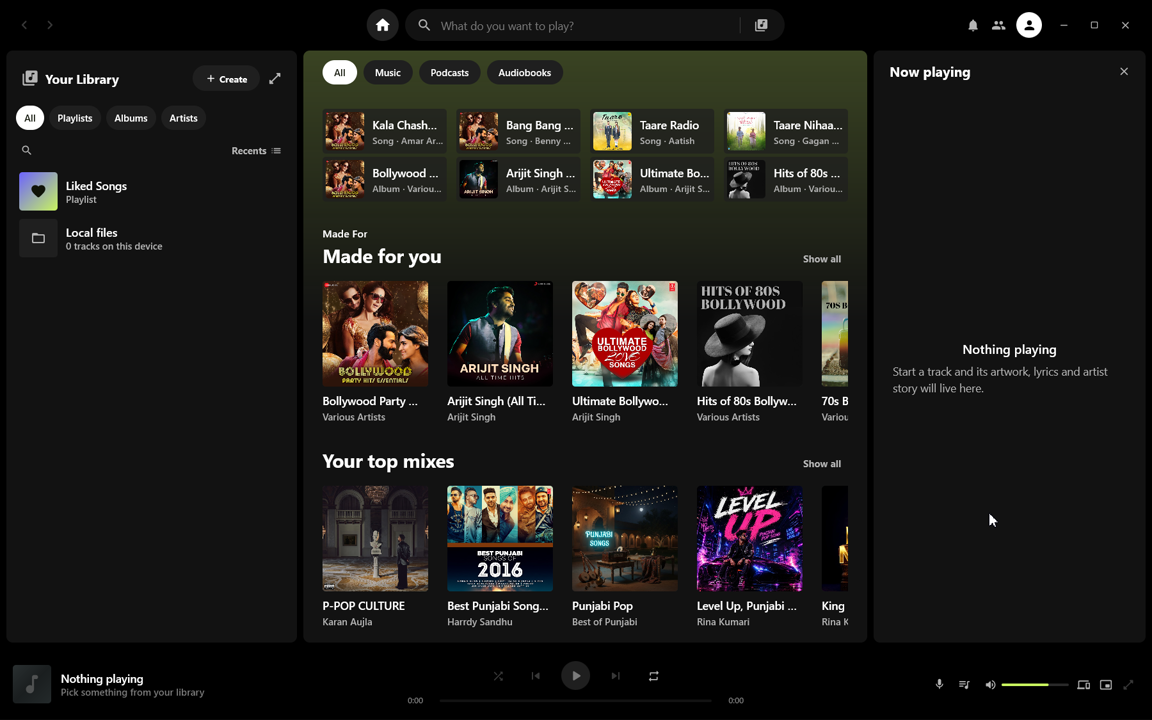 What do you want to play?
Your Library
+ Create
All
Playlists
Albums
Artists
Recents
Liked Songs
Playlist
Local files
0 tracks on this device
All
Music
Podcasts
Audiobooks
Kala Chash...
Song · Amar Ar...
Bang Bang ...
Song · Benny ...
Taare Radio
Song · Aatish
Taare Nihaa...
Song · Gagan ...
Bollywood ...
Album · Variou...
Arijit Singh ...
Album · Arijit S...
Ultimate Bo...
Album · Arijit S...
Hits of 80s ...
Album · Variou...
Made For
Made for you
Show all
BOLLYWOOD
PARTY HITS ESSENTIALS
ARIJIT SINGH
ALL TIME HITS
ULTIMATE
BOLLYWOOD
LOVE
SONGS
HITS OF 80S
BOLLYWOOD
70S B
Bollywood Party ...
Various Artists
Arijit Singh (All Ti...
Arijit Singh
Ultimate Bollywo...
Arijit Singh
Hits of 80s Bollyw...
Various Artists
70s B
Variou
Your top mixes
Show all
BEST PUNJABI
SONGS OF
2016
PUNJABI
SONGS
LEVEL
UP
P-POP CULTURE
Karan Aujla
Best Punjabi Song...
Harrdy Sandhu
Punjabi Pop
Best of Punjabi
Level Up, Punjabi ...
Rina Kumari
King
Rina K
Now playing
Nothing playing
Start a track and its artwork, lyrics and artist
story will live here.
Nothing playing
Pick something from your library
0:00
0:00